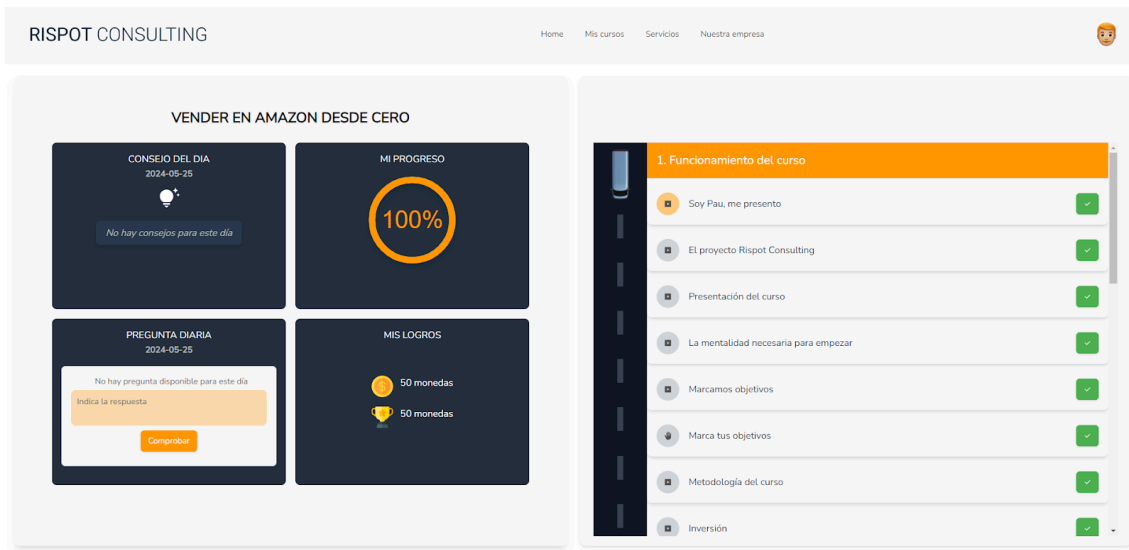 RISPOT CONSULTING
Home
Mis cursos
Servicios
Nuestra empresa
VENDER EN AMAZON DESDE CERO
CONSEJO DEL DIA
2024-05-25
No hay consejos para este día
MI PROGRESO
100%
PREGUNTA DIARIA
2024-05-25
No hay pregunta disponible para este día
Indica la respuesta
Comprobar
MIS LOGROS
50 monedas
50 monedas
1. Funcionamiento del curso
Soy Pau, me presento
El proyecto Rispot Consulting
Presentación del curso
La mentalidad necesaria para empezar
Marcamos objetivos
Marca tus objetivos
Metodología del curso
Inversión